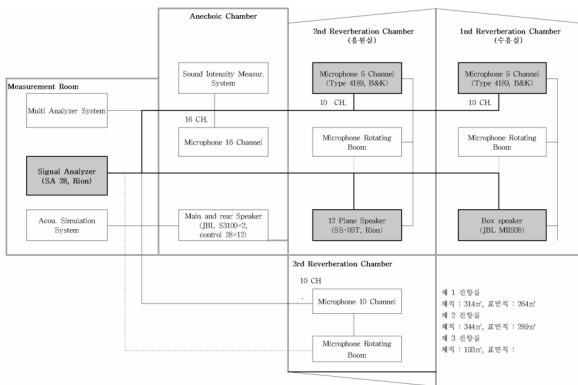 Anechoic Chamber
2nd Reverberation Chamber
(음원실)
1nd Reverberation Chamber
(수음실)
Sound Intensity Measur.
System
Microphone 5 Channel
(Type 4189, B&K)
Microphone 5 Channel
(Type 4189, B&K)
Measurement Room
Multi Analyzer System
10 CH.
10 CH.
16 CH.
Microphone 16 Channel
Microphone Rotating
Boom
Microphone Rotating
Boom
Signal Analyzer
(SA 28, Rion)
Acou. Simulation
System
Main and rear Speaker
(JBL S3100×2,
control 28×12)
12 Plane Speaker
(SS-05T, Rion)
Box speaker
(JBL MR938)
3rd Reverberation Chamber
10 CH
Microphone 10 Channel
Microphone Rotating
Boom
제 1 잔향실
체적 : 314㎥, 표면적 : 264㎡
제 2 잔향실
체적 : 344㎥, 표면적 : 289㎡
제 3 잔향실
체적 : 193㎥, 표면적 :